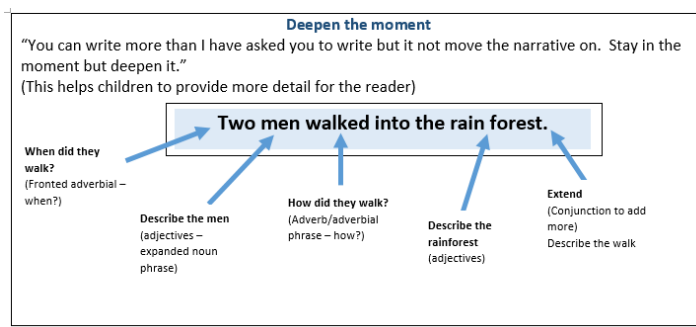 Deepen the moment
“You can write more than I have asked you to write but it not move the narrative on.  Stay in the
moment but deepen it.”
(This helps children to provide more detail for the reader)
Two men walked into the rain forest.
When did they
walk?
(Fronted adverbial –
when?)
Describe the men
(adjectives –
expanded noun
phrase)
How did they walk?
(Adverb/adverbial
phrase – how?)
Describe the
rainforest
(adjectives)
Extend
(Conjunction to add
more)
Describe the walk